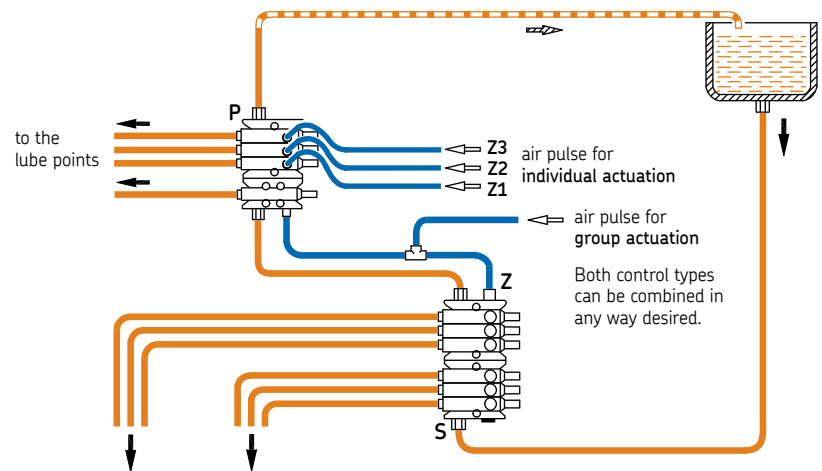 P
to the
lube points
Z3
Z2
Z1
air pulse for
individual actuation
air pulse for
group actuation
Both control types
can be combined in
any way desired.
Z
S